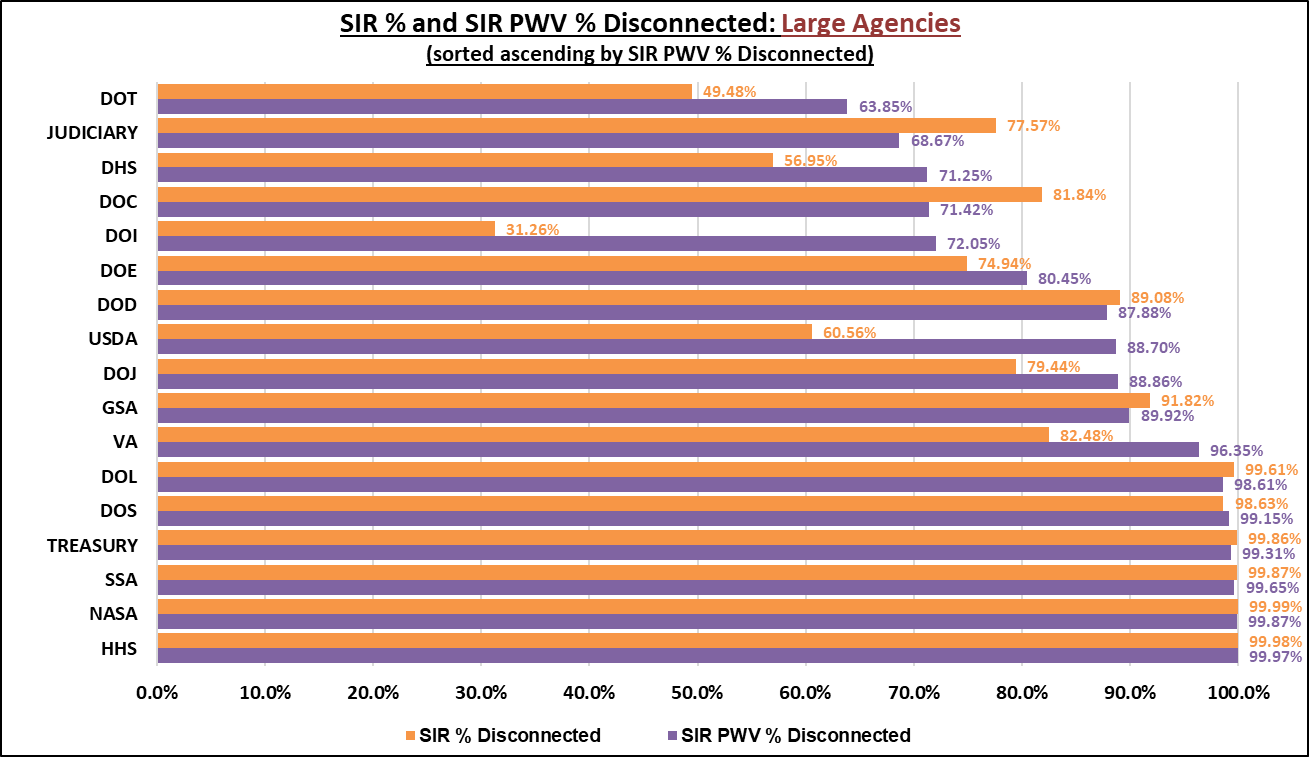 SIR % and SIR PWV % Disconnected: Large Agencies
(sorted ascending by SIR PWV % Disconnected)
DOT
49.48%
63.85%
JUDICIARY
77.57%
68.67%
DHS
56.95%
71.25%
DOC
81.84%
71.42%
DOI
31.26%
72.05%
DOE
74.94%
80.45%
DOD
89.08%
87.88%
USDA
60.56%
88.70%
DOJ
79.44%
88.86%
GSA
91.82%
89.92%
VA
82.48%
96.35%
DOL
99.61%
98.61%
DOS
98.63%
99.15%
TREASURY
99.86%
99.31%
SSA
99.87%
99.65%
NASA
99.99%
99.87%
HHS
99.98%
99.97%
0.0% 10.0% 20.0% 30.0% 40.0% 50.0% 60.0% 70.0% 80.0% 90.0% 100.0%
SIR % Disconnected SIR PWV % Disconnected